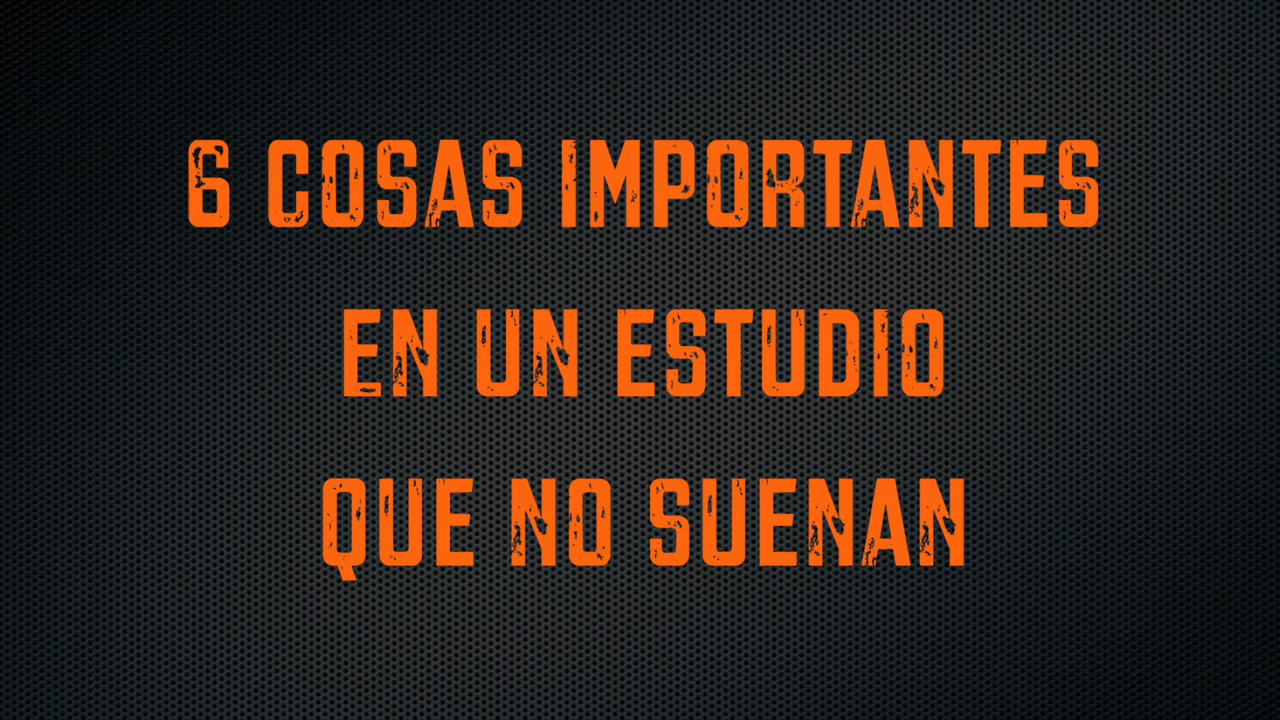 6 COSAS IMPORTANTES
EN UN ESTUDIO
QUE NO SUENAN